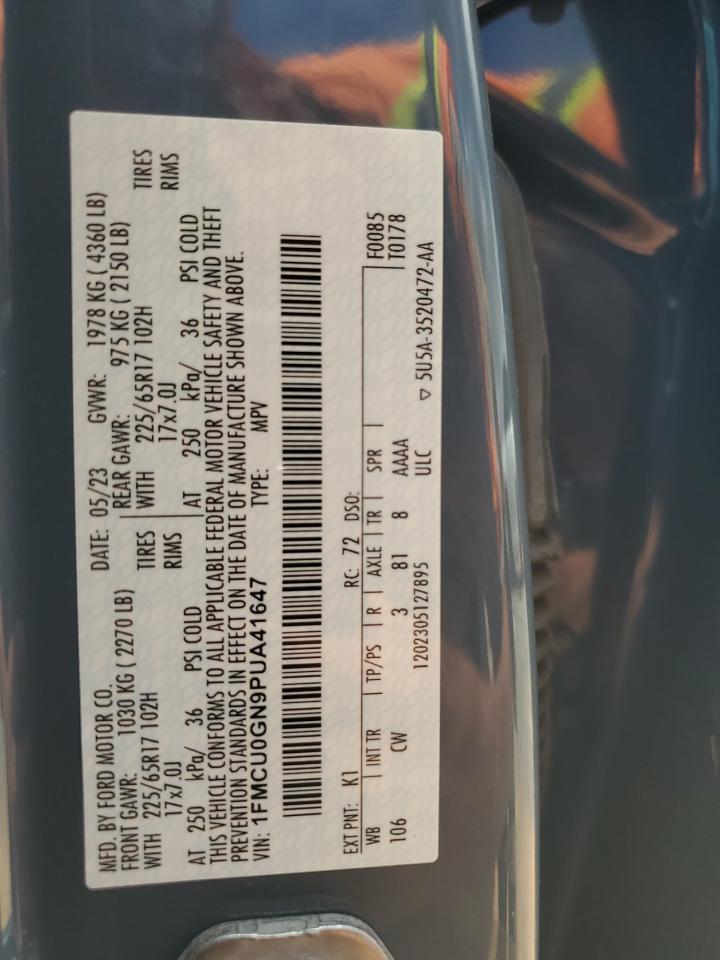 MFD. BY FORD MOTOR CO. DATE: 05/23 GVWR: 1978 KG ( 4360 LB)
FRONT GAWR: 1030 KG ( 2270 LB) REAR GAWR: 975 KG ( 2150 LB)
WITH 225/65R17 102H TIRES WITH 225/65R17 102H TIRES
17x7.0J RIMS 17x7.0J RIMS
AT 250 kPa/ 36 PSI COLD AT 250 kPa/ 36 PSI COLD
THIS VEHICLE CONFORMS TO ALL APPLICABLE FEDERAL MOTOR VEHICLE SAFETY AND THEFT
PREVENTION STANDARDS IN EFFECT ON THE DATE OF MANUFACTURE SHOWN ABOVE.
VIN: 1FMCU0GN9PUA41647 TYPE: MPV
EXT PNT: K1 RC: 72 DSO: F0085
WB INT TR TP/PS R AXLE TR SPR T0178
106 CW 3 81 8 AAAA
1202305127895 ULC ▽ 5U5A-3520472-AA